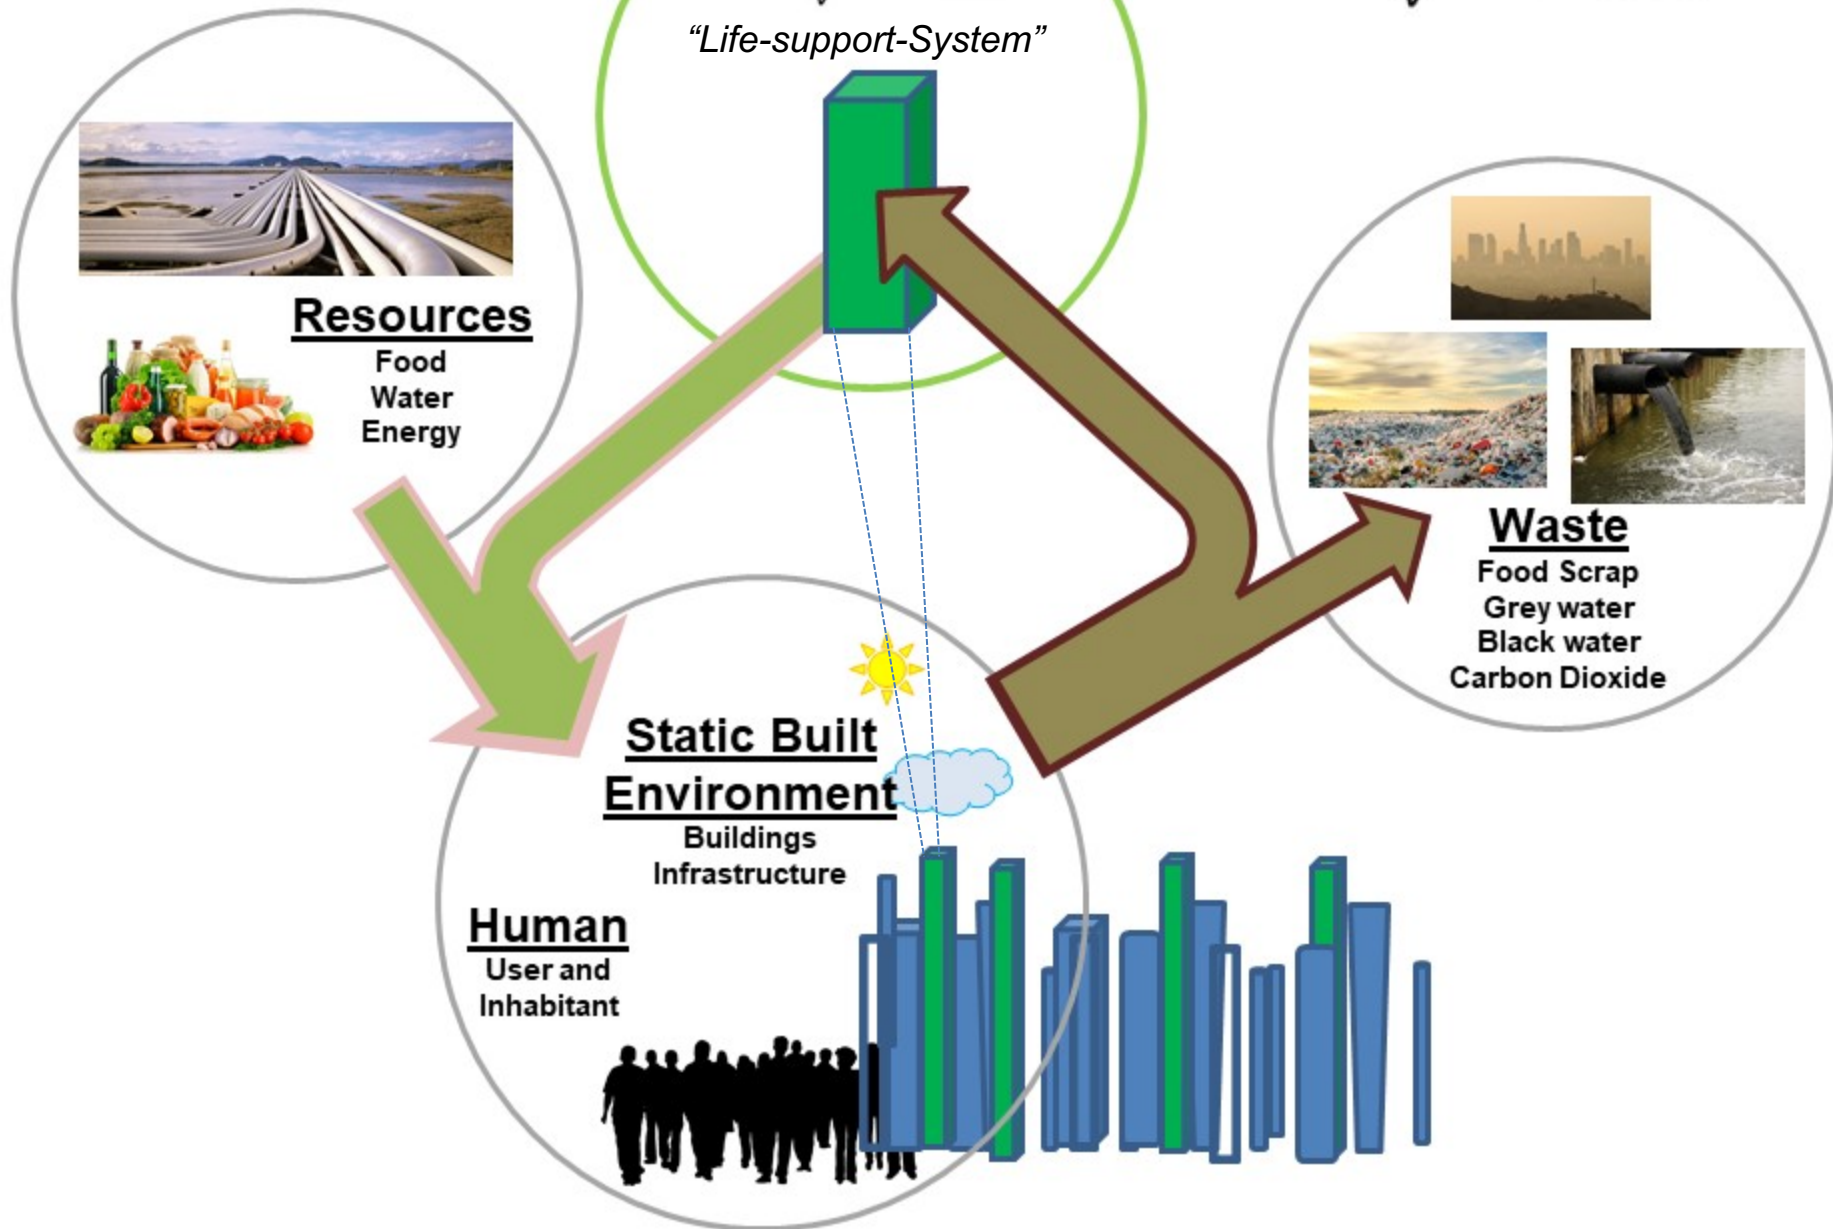 “Life-support-System”
Resources
Food
Water
Energy
Waste
Food Scrap
Grey water
Black water
Carbon Dioxide
Static Built
Environment
Buildings
Infrastructure
Human
User and
Inhabitant